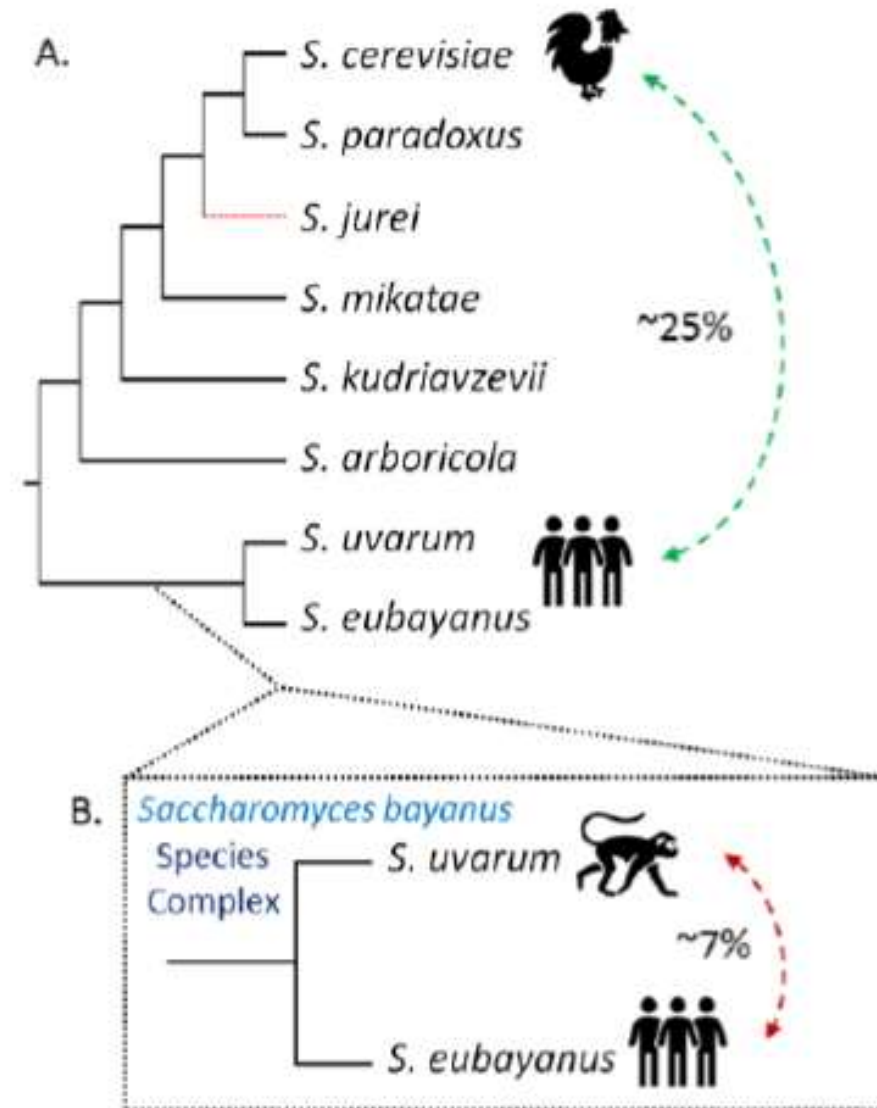 A.
S. cerevisiae
S. paradoxus
S. jurei
S. mikatae
~25%
S. kudriavzevii
S. arboricola
S. uvarum
S. eubayanus
B.
Saccharomyces bayanus
Species
Complex
S. uvarum
~7%
S. eubayanus